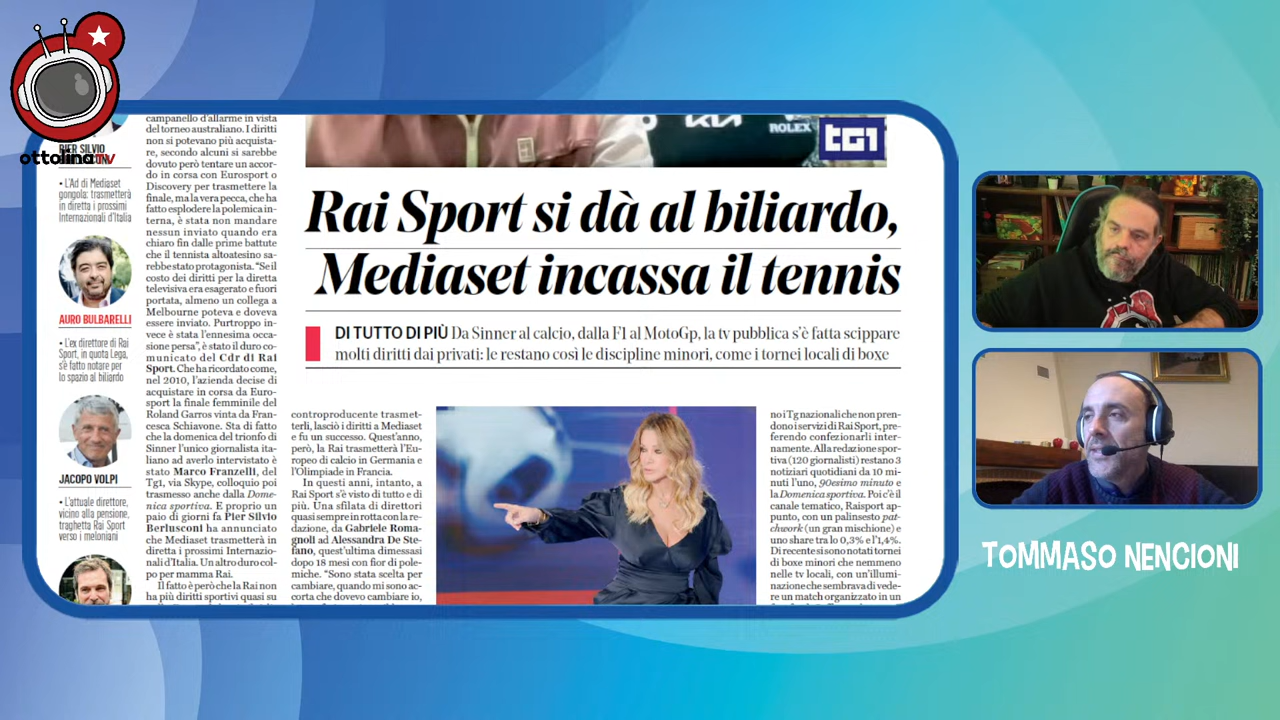 ottolina tv
PIER SILVIO
• L'Ad di Mediaset
gongola: trasmetterà
in diretta i prossimi
Internazionali d'Italia
AURO BULBARELLI
• L'ex direttore di Rai
Sport, in quota Lega,
s'è fatto notare per
lo spazio al biliardo
JACOPO VOLPI
• L'attuale direttore,
vicino alla pensione,
traghetta Rai Sport
verso i meloniani
campanello d'allarme in vista
del torneo australiano. I diritti
non si potevano più acquista-
re, secondo alcuni si sarebbe
dovuto però tentare un accor-
do in corsa con Eurosport o
Discovery per trasmettere la
finale, ma la vera pecca, che ha
fatto esplodere la polemica in-
terna, è stata non mandare
nessun inviato quando era
chiaro fin dalle prime battute
che il tennista altoatesino sa-
rebbe stato protagonista. "Se il
costo dei diritti per la diretta
televisiva era esagerato e fuori
portata, almeno un collega a
Melbourne poteva e doveva
essere inviato. Purtroppo in-
vece è stata l'ennesima occa-
sione persa", è stato il duro co-
municato del Cdr di Rai
Sport. Che ha ricordato come,
nel 2010, l'azienda decise di
acquistare in corsa da Euro-
sport la finale femminile del
Roland Garros vinta da Fran-
cesca Schiavone. Sta di fatto
che la domenica del trionfo di
Sinner l'unico giornalista ita-
liano ad averlo intervistato è
stato Marco Franzelli, del
Tg1, via Skype, colloquio poi
trasmesso anche dalla Dome-
nica sportiva. E proprio un
paio di giorni fa Pier Silvio
Berlusconi ha annunciato
che Mediaset trasmetterà in
diretta i prossimi Internazio-
nali d'Italia. Un altro duro col-
po per mamma Rai.
Il fatto è però che la Rai non
ha più diritti sportivi quasi su
ROLEX
TG1
Rai Sport si dà al biliardo,
Mediaset incassa il tennis
DI TUTTO DI PIÙ Da Sinner al calcio, dalla F1 al MotoGp, la tv pubblica s'è fatta scippare
molti diritti dai privati: le restano così le discipline minori, come i tornei locali di boxe
controproducente trasmet-
terli, lasciò i diritti a Mediaset
e fu un successo. Quest'anno,
però, la Rai trasmetterà l'Eu-
ropeo di calcio in Germania e
l'Olimpiade in Francia.
In questi anni, intanto, a
Rai Sport s'è visto di tutto e di
più. Una sfilata di direttori
quasi sempre in rotta con la re-
dazione, da Gabriele Roma-
gnoli ad Alessandra De Ste-
fano, quest'ultima dimessasi
dopo 18 mesi con fior di pole-
miche. "Sono stata scelta per
cambiare, quando mi sono ac-
corta che dovevo cambiare io,
no i Tg nazionali che non pren-
dono i servizi di Rai Sport, pre-
ferendo confezionarli inter-
namente. Alla redazione spor-
tiva (120 giornalisti) restano 3
notiziari quotidiani da 10 mi-
nuti l'uno, 90esimo minuto e
la Domenica sportiva. Poi c'è il
canale tematico, Raisport ap-
punto, con un palinsesto pat-
chwork (un gran mischione) e
uno share tra lo 0,3% e l'1,4%.
Di recente si sono notati tornei
di boxe minori che nemmeno
nelle tv locali, con un'illumi-
nazione che sembrava di vede-
re un match organizzato in un
TOMMASO NENCIONI